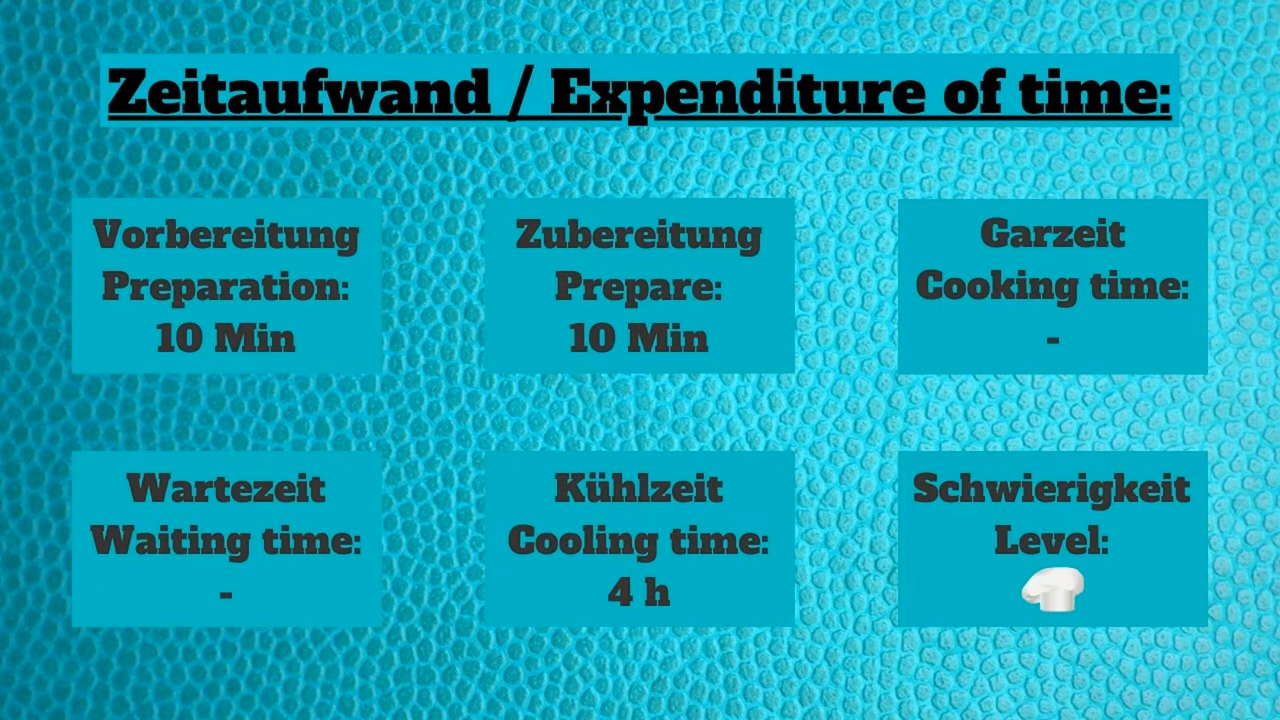 Zeitaufwand / Expenditure of time:
Vorbereitung
Preparation:
10 Min
Zubereitung
Prepare:
10 Min
Garzeit
Cooking time:
-
Wartezeit
Waiting time:
-
Kühlzeit
Cooling time:
4 h
Schwierigkeit
Level: